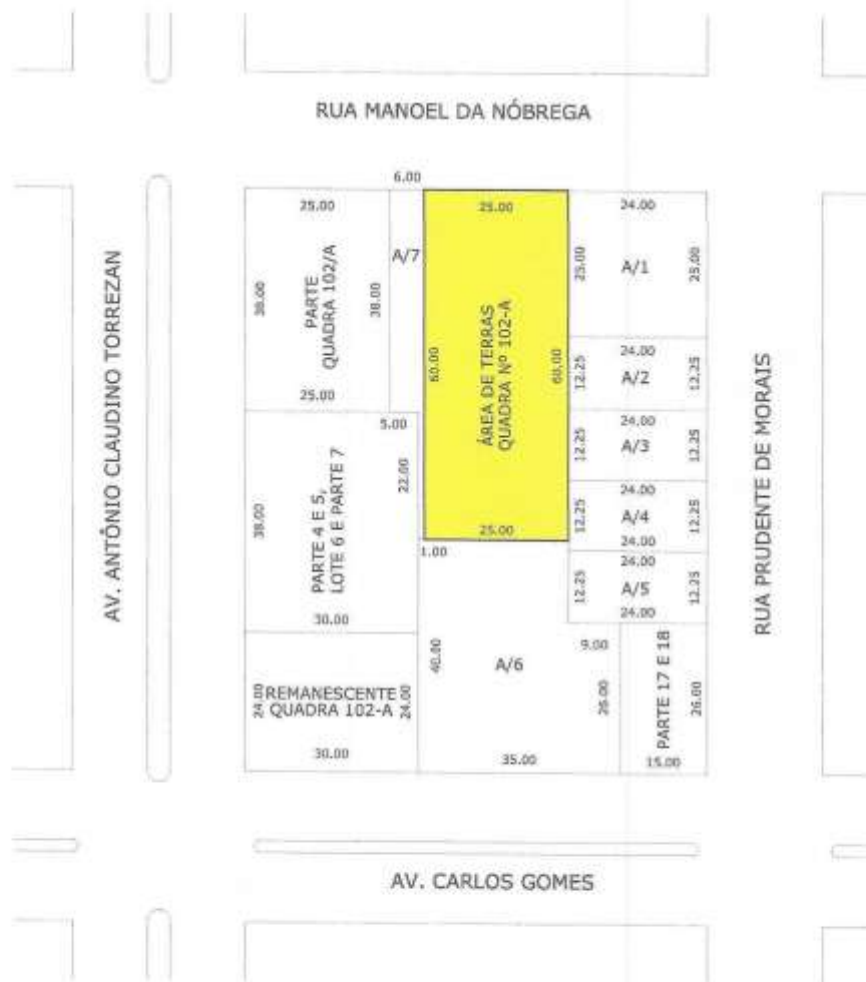 RUA MANOEL DA NÓBREGA
6.00
25.00
25.00
24.00
A/7
A/1
25.00
25.00
38.00
PARTE
QUADRA 102/A
38.00
60.00
ÁREA DE TERRAS
QUADRA Nº 102-A
60.00
24.00
12.25
A/2
12.25
25.00
5.00
24.00
12.25
A/3
12.25
22.00
38.00
PARTE 4 E 5,
LOTE 6 E PARTE 7
24.00
12.25
A/4
12.25
25.00
24.00
1.00
24.00
12.25
A/5
12.25
24.00
30.00
9.00
40.00
A/6
26.00
PARTE 17 E 18
26.00
24.00
REMANESCENTE
QUADRA 102-A
24.00
30.00
35.00
15.00
AV. ANTÔNIO CLAUDINO TORREZAN
RUA PRUDENTE DE MORAIS
AV. CARLOS GOMES